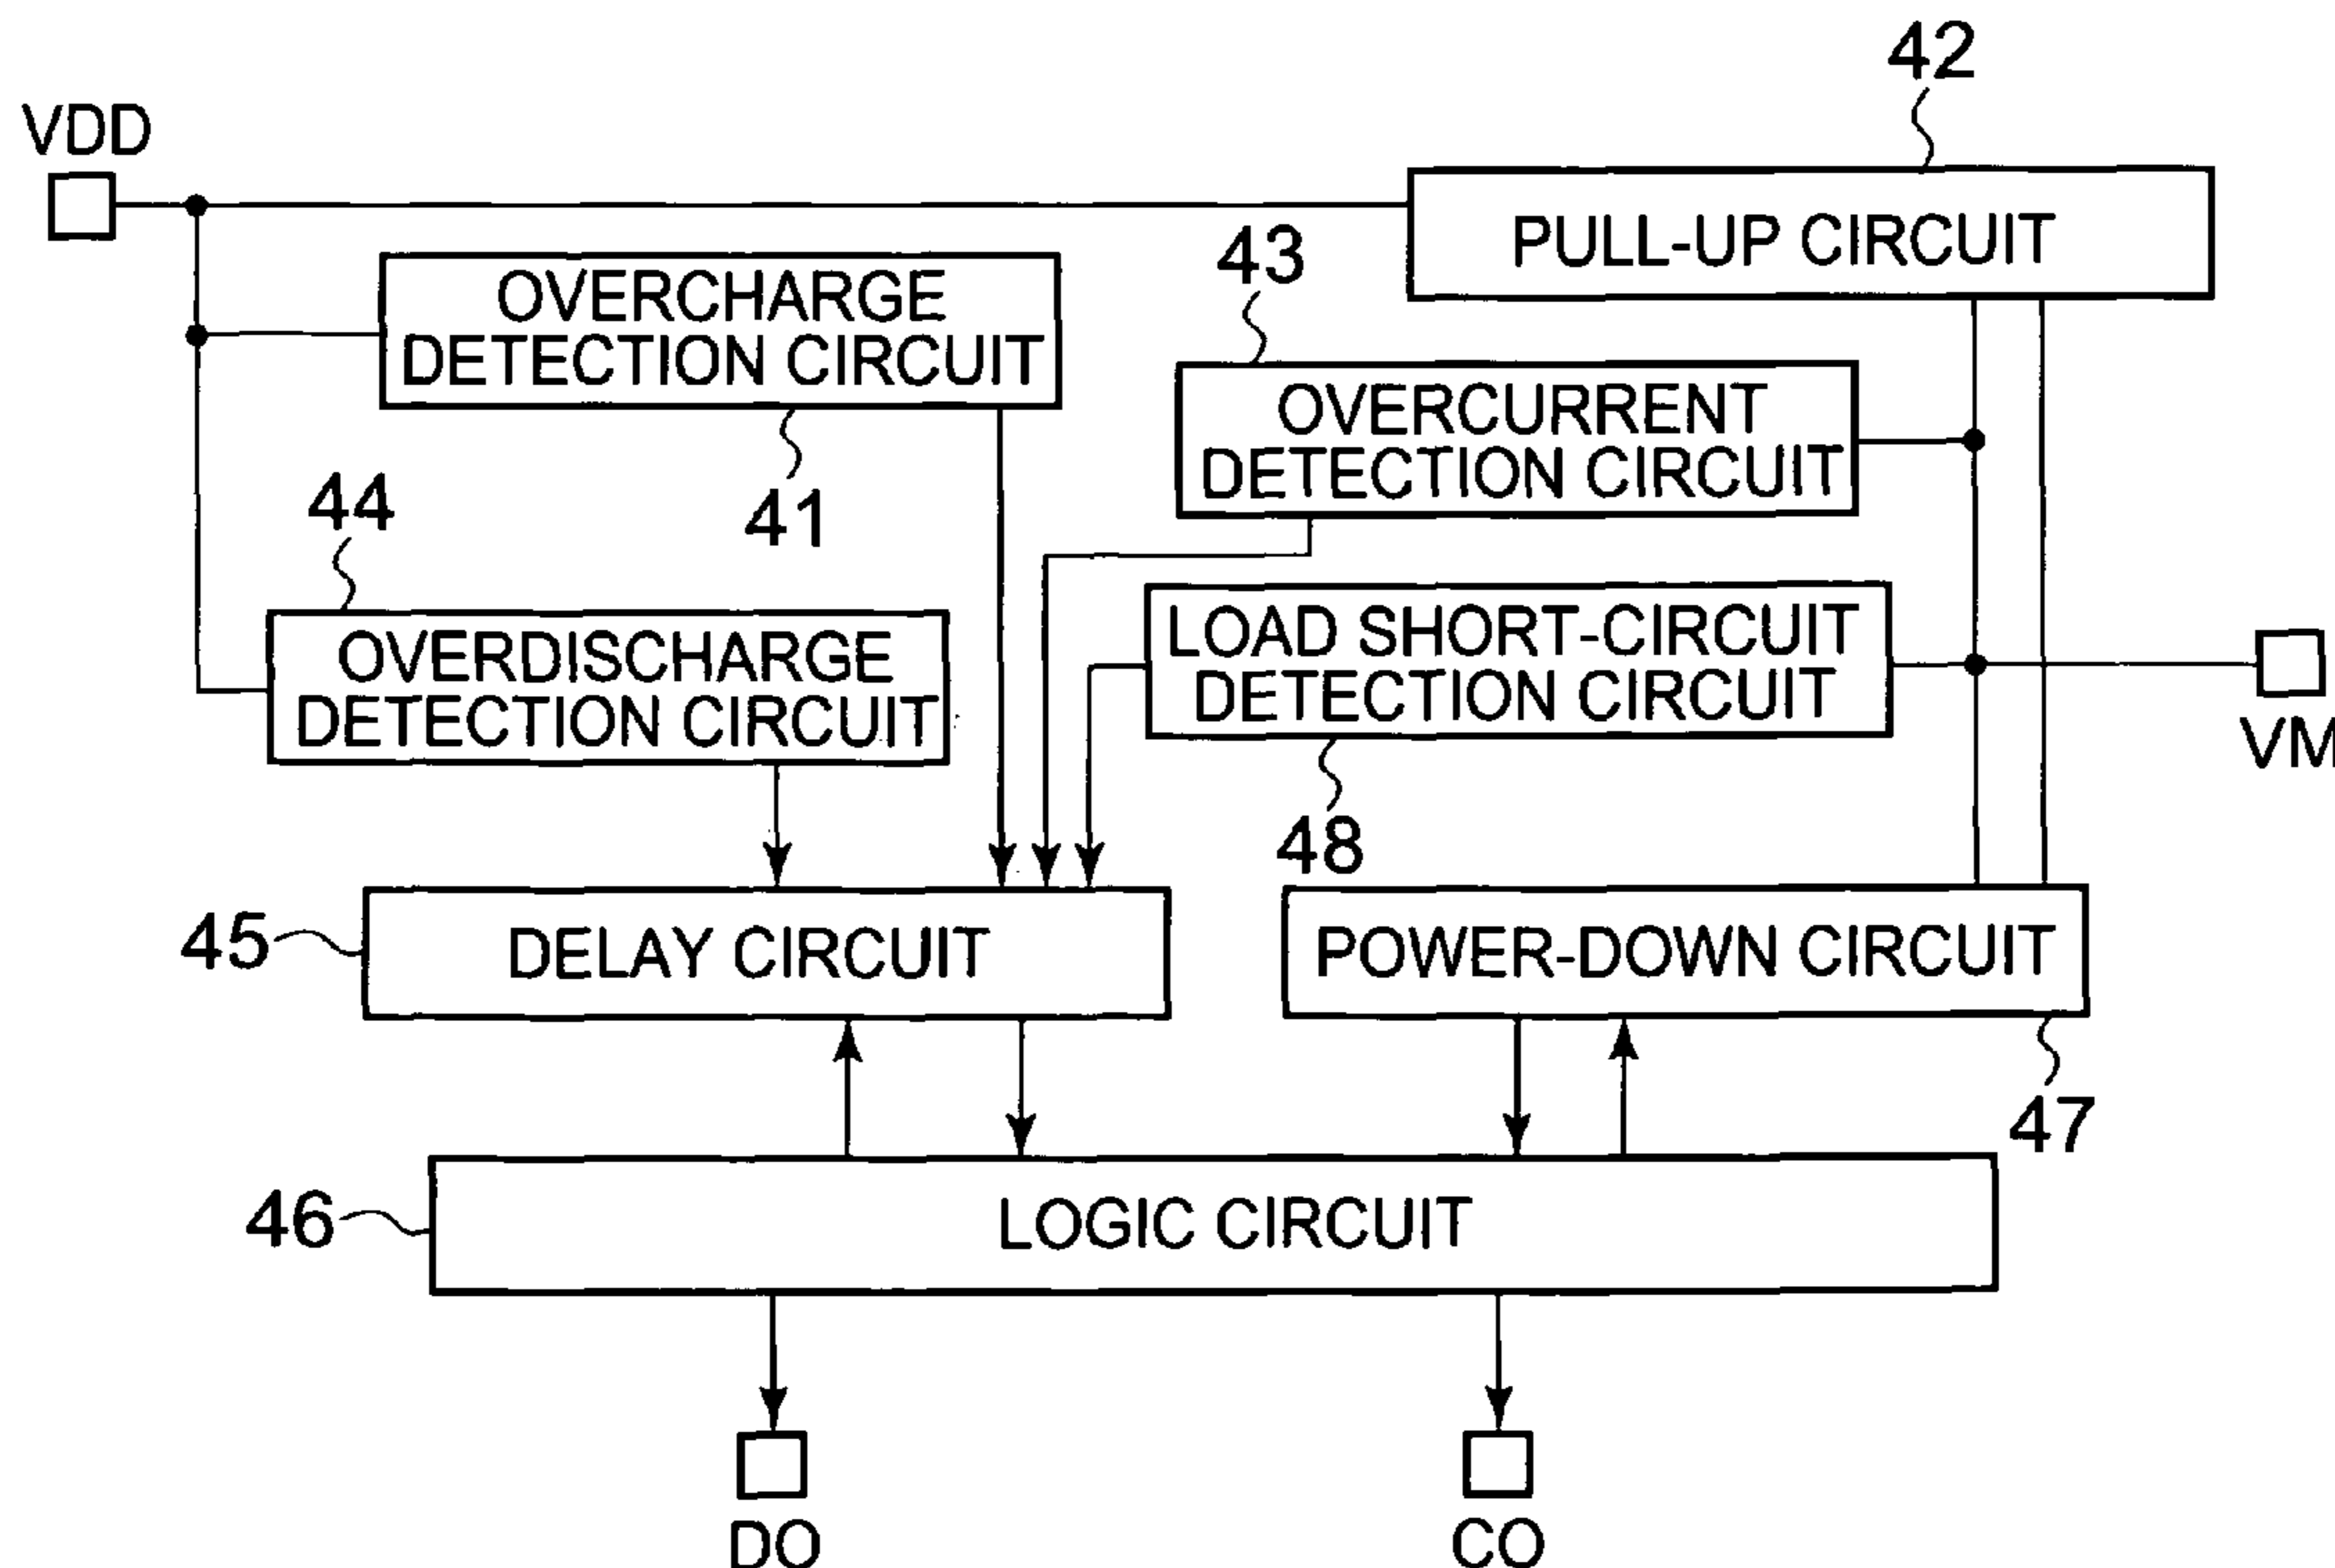 42
VDD
PULL-UP CIRCUIT
43
OVERCHARGE
DETECTION CIRCUIT
OVERCURRENT
DETECTION CIRCUIT
44
41
LOAD SHORT-CIRCUIT
DETECTION CIRCUIT
OVERDISCHARGE
DETECTION CIRCUIT
VM
48
45
DELAY CIRCUIT
POWER-DOWN CIRCUIT
47
46
LOGIC CIRCUIT
DO
CO